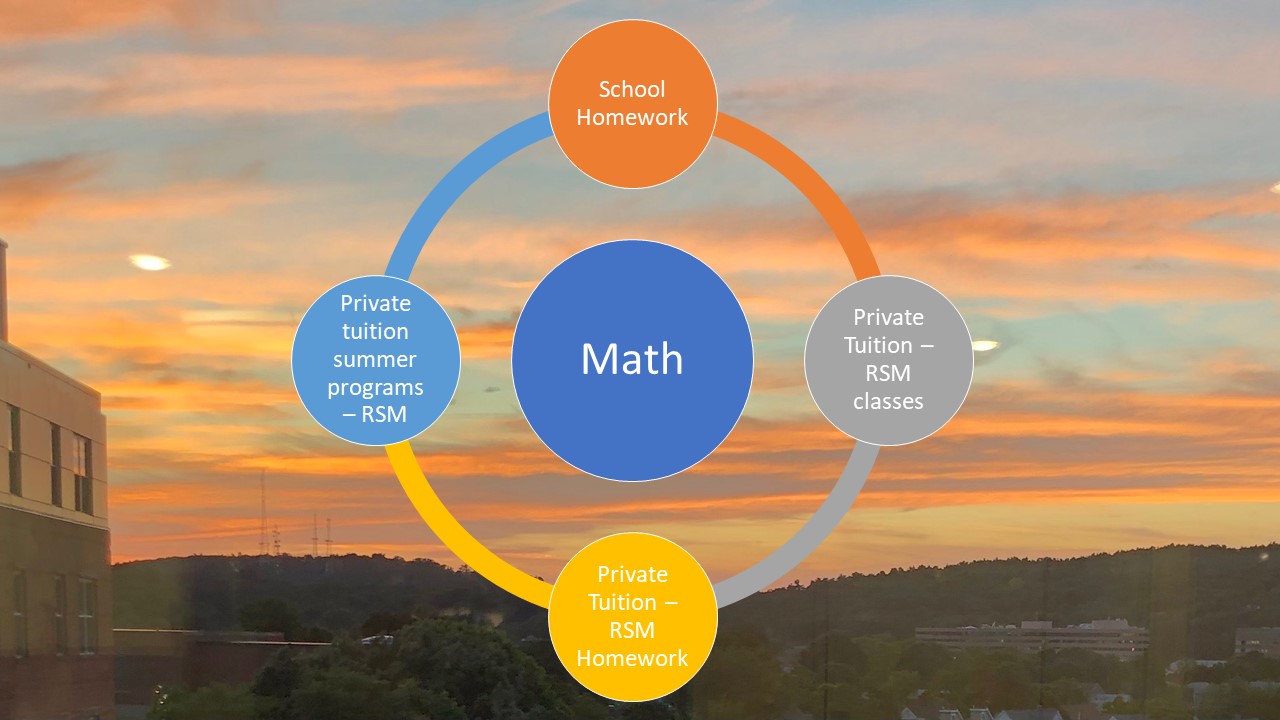 School
Homework
Math
Private
Tuition –
RSM
classes
Private
Tuition –
RSM
Homework
Private
tuition
summer
programs
– RSM